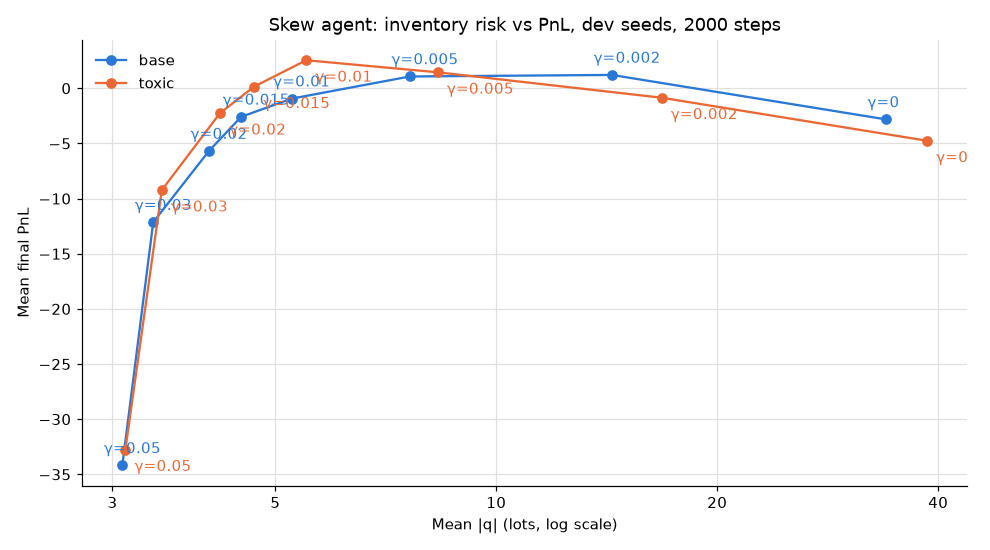 Skew agent: inventory risk vs PnL, dev seeds, 2000 steps
base
toxic
γ=0.005
γ=0.002
γ=0.01
γ=0.01
γ=0.005
γ=0.015
γ=0.015
γ=0
γ=0.002
γ=0.02
γ=0.02
γ=0
γ=0.03
γ=0.03
γ=0.05
γ=0.05
0
−5
−10
−15
−20
−25
−30
−35
Mean final PnL
3
5
10
20
40
Mean |q| (lots, log scale)